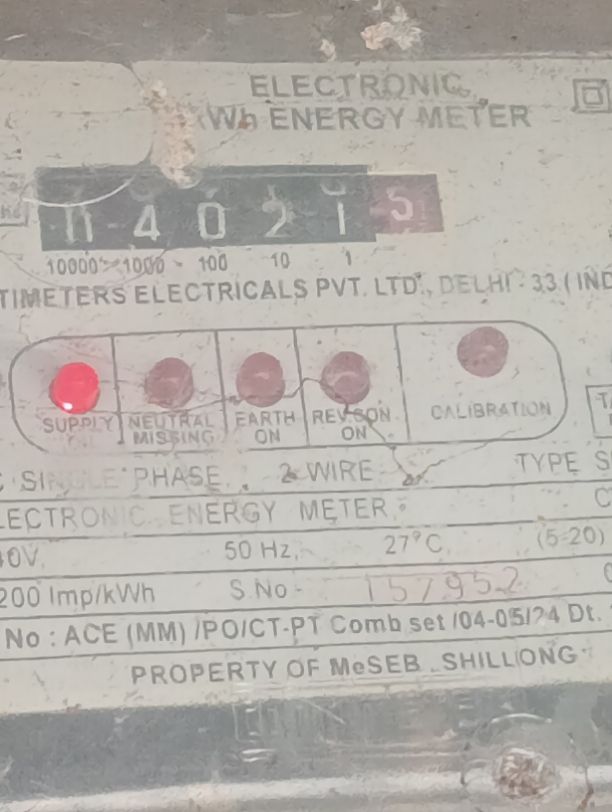 ELECTRONIC
kWh ENERGY METER
0 4 0 2 1 5
10000 1000 100 10 1
TIMETERS ELECTRICALS PVT. LTD., DELHI - 33 (IND
SUPPLY NEUTRAL MISSING EARTH ON REV.CON ON CALIBRATION
SINGLE PHASE, 2 WIRE TYPE S
LECTRONIC ENERGY METER
40V 50 Hz, 27°C (5-20)
200 Imp/kWh S.No - 157952
No : ACE (MM) /PO/CT-PT Comb set /04-05/24 Dt.
PROPERTY OF MeSEB SHILLONG